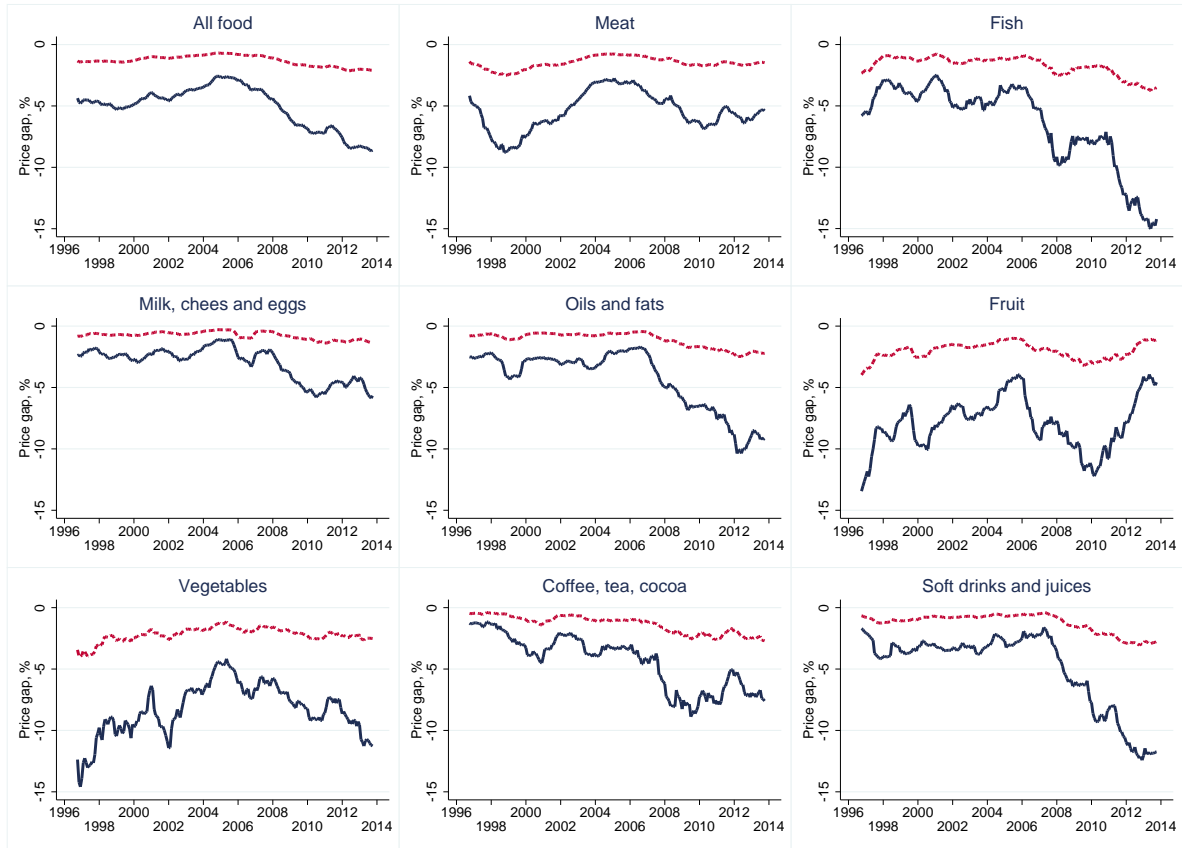 All food
Price gap, %
0
-5
-10
-15
1996 2000 2004 2008 2012
1998 2002 2006 2010 2014
Meat
Price gap, %
0
-5
-10
-15
1996 2000 2004 2008 2012
1998 2002 2006 2010 2014
Fish
Price gap, %
0
-5
-10
-15
1996 2000 2004 2008 2012
1998 2002 2006 2010 2014
Milk, chees and eggs
Price gap, %
0
-5
-10
-15
1996 2000 2004 2008 2012
1998 2002 2006 2010 2014
Oils and fats
Price gap, %
0
-5
-10
-15
1996 2000 2004 2008 2012
1998 2002 2006 2010 2014
Fruit
Price gap, %
0
-5
-10
-15
1996 2000 2004 2008 2012
1998 2002 2006 2010 2014
Vegetables
Price gap, %
0
-5
-10
-15
1996 2000 2004 2008 2012
1998 2002 2006 2010 2014
Coffee, tea, cocoa
Price gap, %
0
-5
-10
-15
1996 2000 2004 2008 2012
1998 2002 2006 2010 2014
Soft drinks and juices
Price gap, %
0
-5
-10
-15
1996 2000 2004 2008 2012
1998 2002 2006 2010 2014